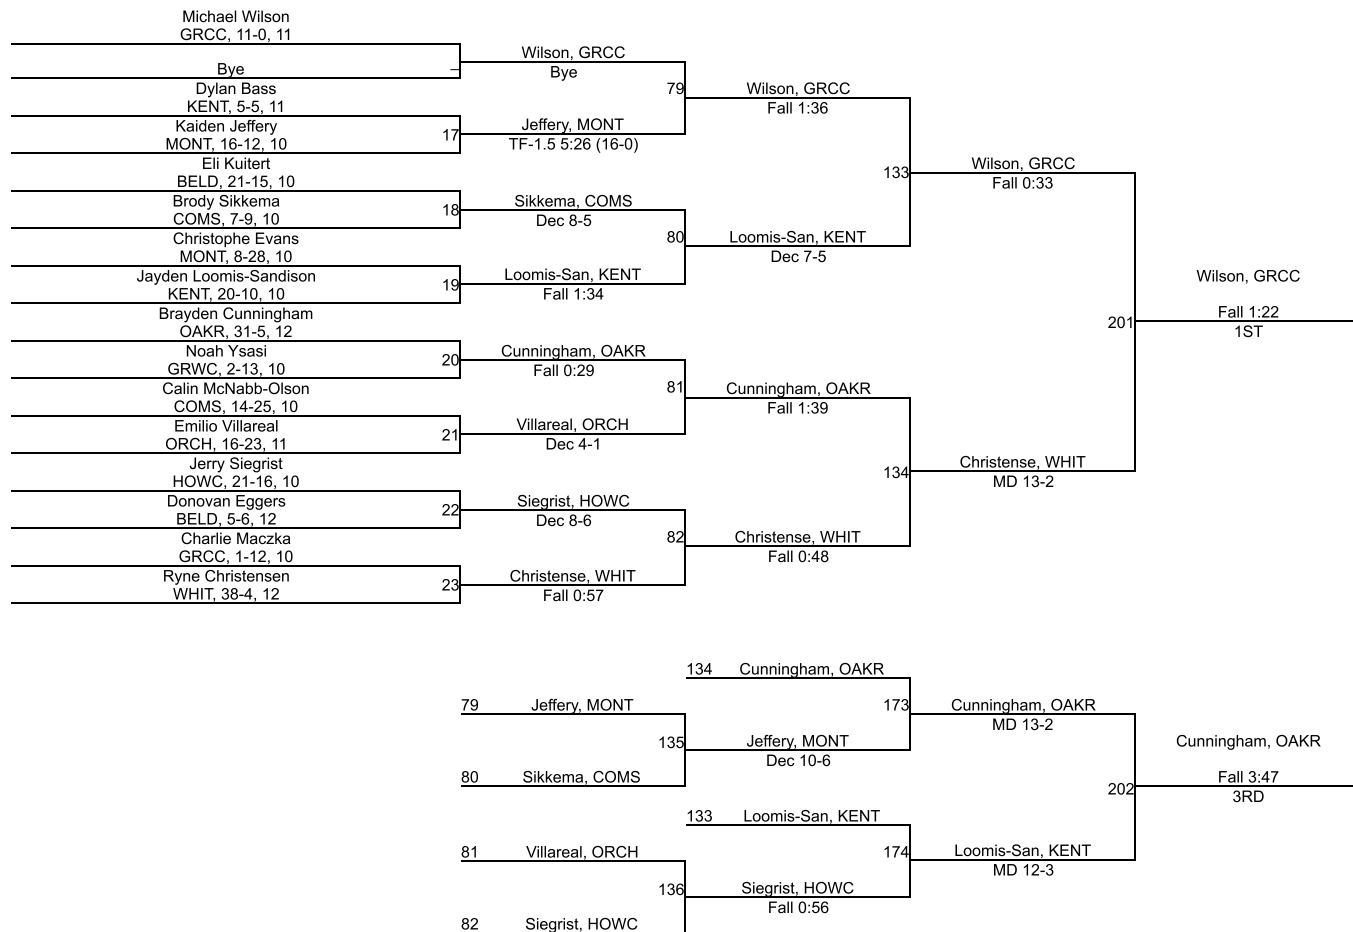 Michael Wilson
GRCC, 11-0, 11
Bye
Dylan Bass
KENT, 5-5, 11
Kaiden Jeffery
MONT, 16-12, 10
Eli Kuitert
BELD, 21-15, 10
Brody Sikkema
COMS, 7-9, 10
Christophe Evans
MONT, 8-28, 10
Jayden Loomis-Sandison
KENT, 20-10, 10
Brayden Cunningham
OAKR, 31-5, 12
Noah Ysasi
GRWC, 2-13, 10
Calin McNabb-Olson
COMS, 14-25, 10
Emilio Villareal
ORCH, 16-23, 11
Jerry Siegrist
HOWC, 21-16, 10
Donovan Eggers
BELD, 5-6, 12
Charlie Maczka
GRCC, 1-12, 10
Ryne Christensen
WHIT, 38-4, 12
–
17
18
19
20
21
22
23
Wilson, GRCC
Bye
Jeffery, MONT
TF-1.5 5:26 (16-0)
Sikkema, COMS
Dec 8-5
Loomis-San, KENT
Fall 1:34
Cunningham, OAKR
Fall 0:29
Villareal, ORCH
Dec 4-1
Siegrist, HOWC
Dec 8-6
Christense, WHIT
Fall 0:57
79
80
81
82
Wilson, GRCC
Fall 1:36
Loomis-San, KENT
Dec 7-5
Cunningham, OAKR
Fall 1:39
Christense, WHIT
Fall 0:48
133
134
Wilson, GRCC
Fall 0:33
Christense, WHIT
MD 13-2
201
Wilson, GRCC
Fall 1:22
1ST
79 Jeffery, MONT
80 Sikkema, COMS
81 Villareal, ORCH
82 Siegrist, HOWC
135
136
134 Cunningham, OAKR
Jeffery, MONT
Dec 10-6
133 Loomis-San, KENT
Siegrist, HOWC
Fall 0:56
173
174
Cunningham, OAKR
MD 13-2
Loomis-San, KENT
MD 12-3
202
Cunningham, OAKR
Fall 3:47
3RD